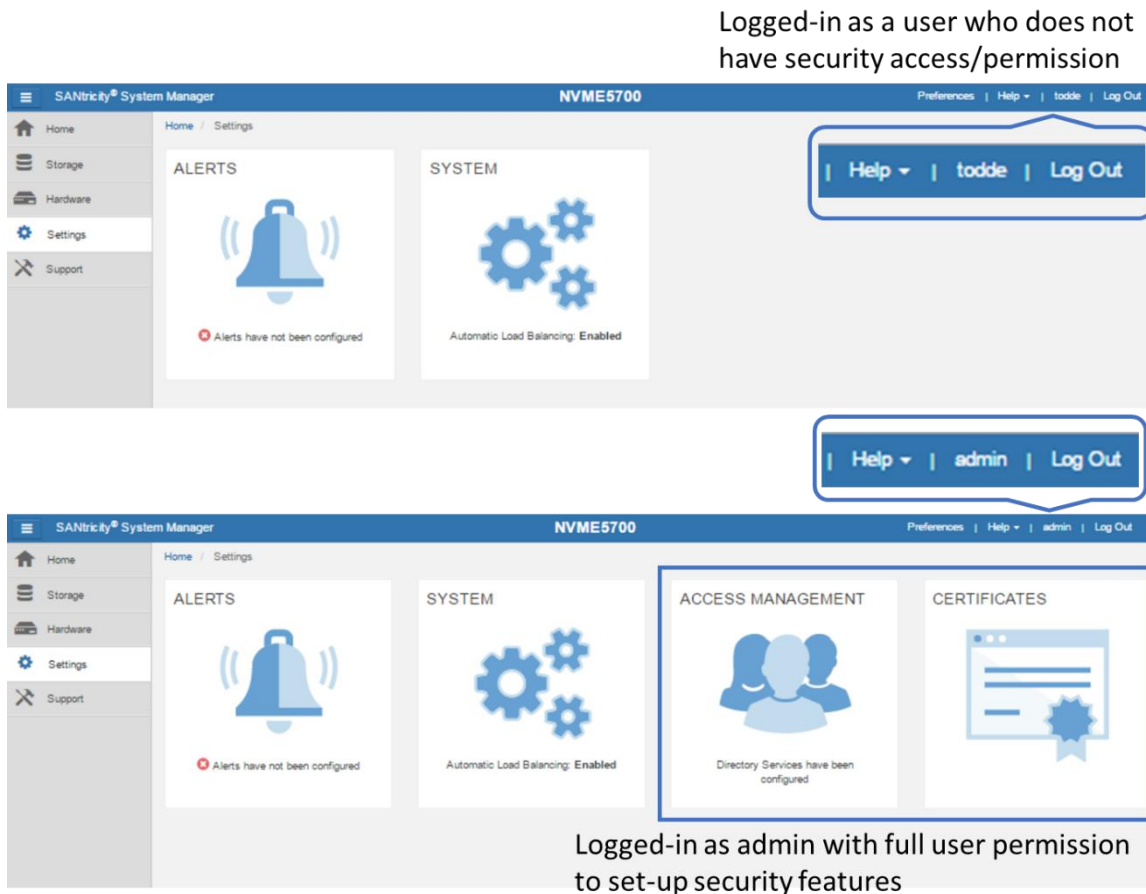 Logged-in as a user who does not
have security access/permission
SANtricity® System Manager
NVME5700
Preferences | Help | todde | Log Out
Home
Storage
Hardware
Settings
Support
Home / Settings
ALERTS
Alerts have not been configured
SYSTEM
Automatic Load Balancing: Enabled
| Help | todde | Log Out
| Help | admin | Log Out
SANtricity® System Manager
NVME5700
Preferences | Help | admin | Log Out
Home
Storage
Hardware
Settings
Support
Home / Settings
ALERTS
Alerts have not been configured
SYSTEM
Automatic Load Balancing: Enabled
ACCESS MANAGEMENT
Directory Services have been
configured
CERTIFICATES
Logged-in as admin with full user permission
to set-up security features